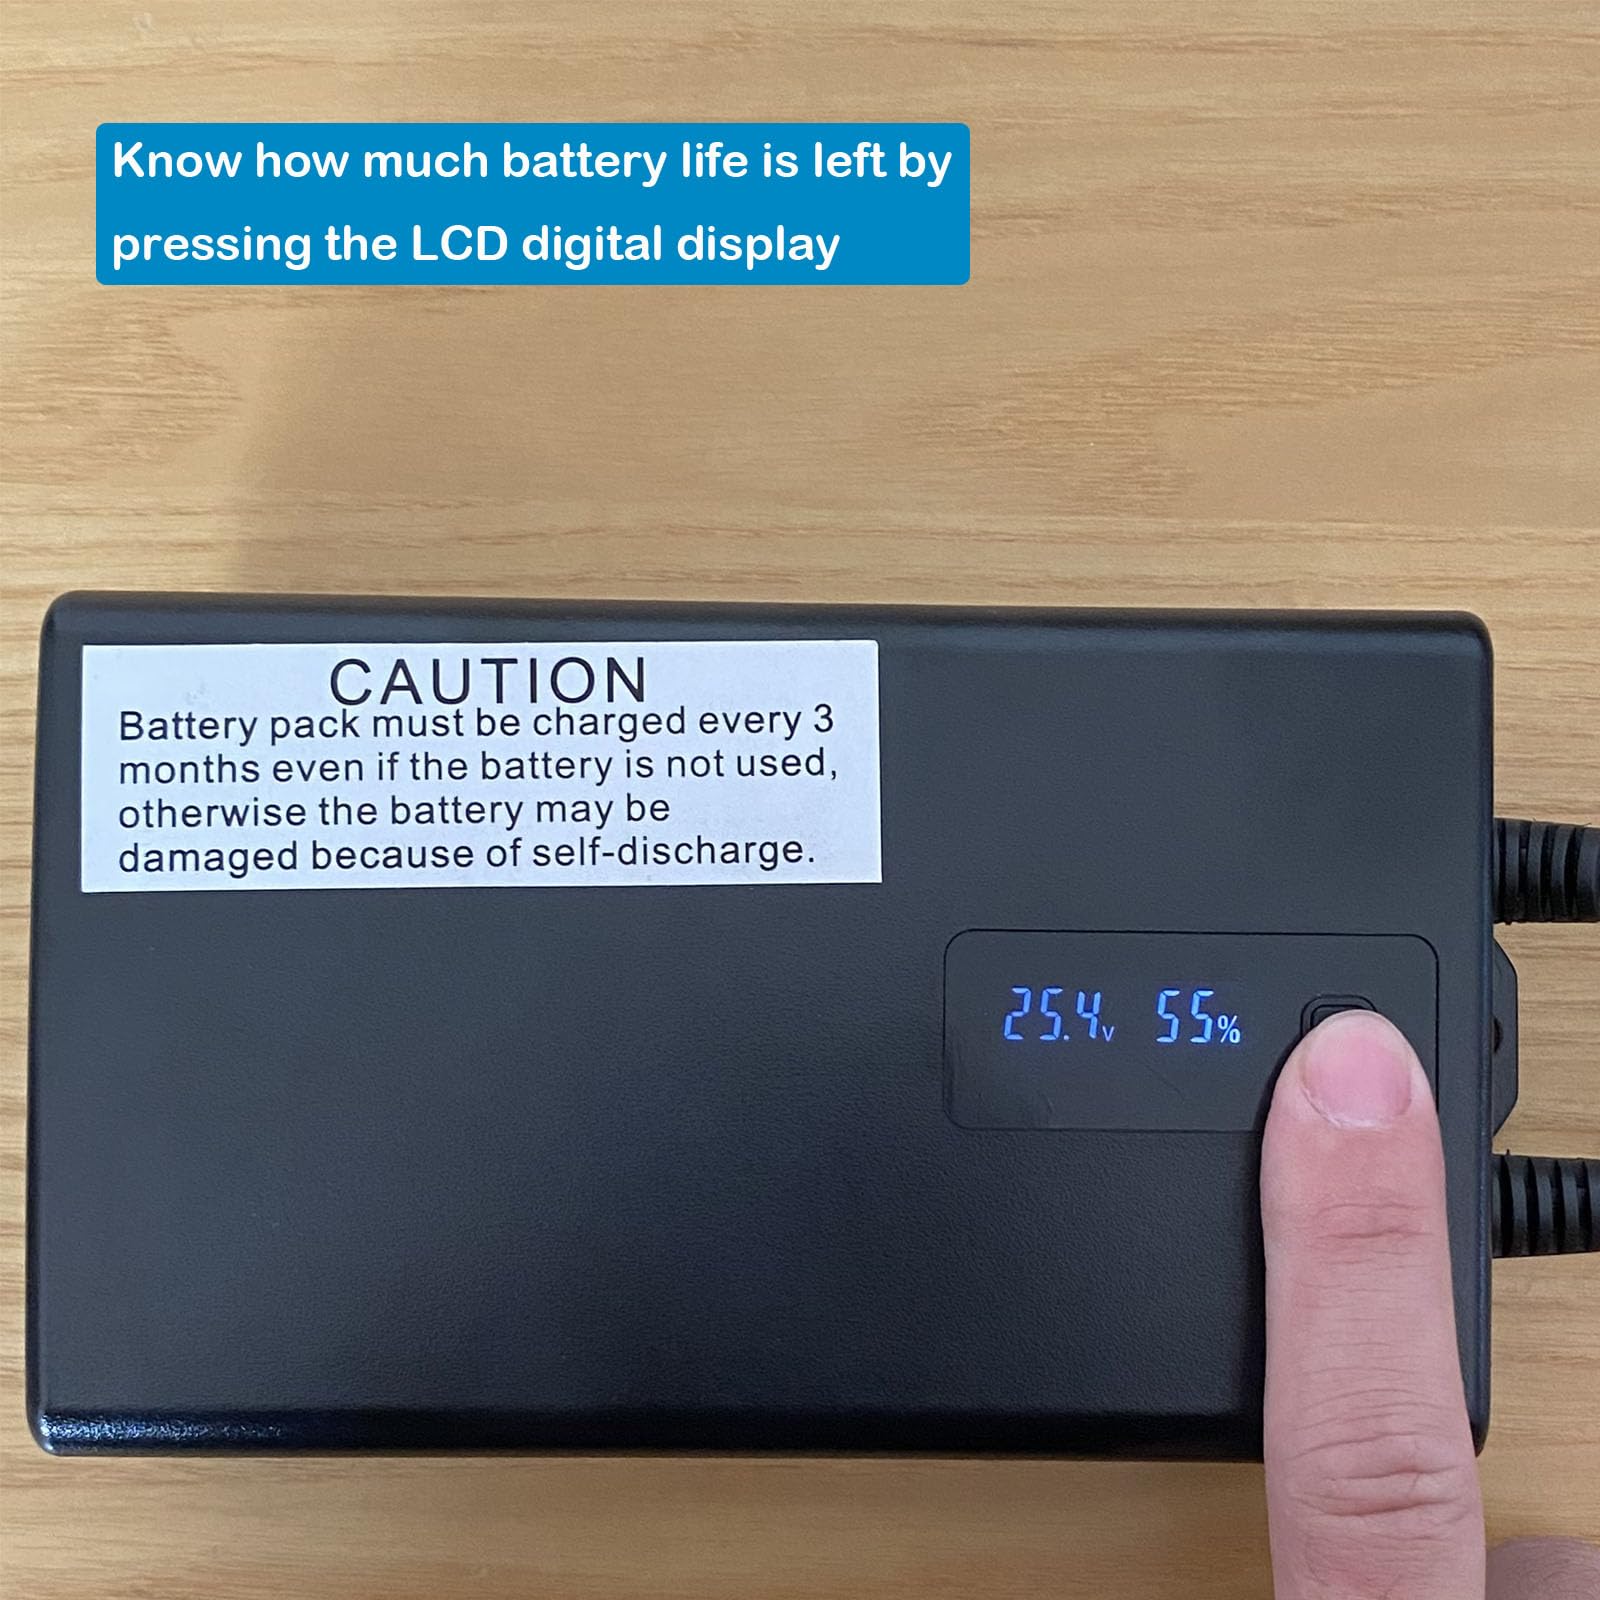 Know how much battery life is left by
pressing the LCD digital display
CAUTION
Battery pack must be charged every 3
months even if the battery is not used,
otherwise the battery may be
damaged because of self-discharge.
25.4v 55%